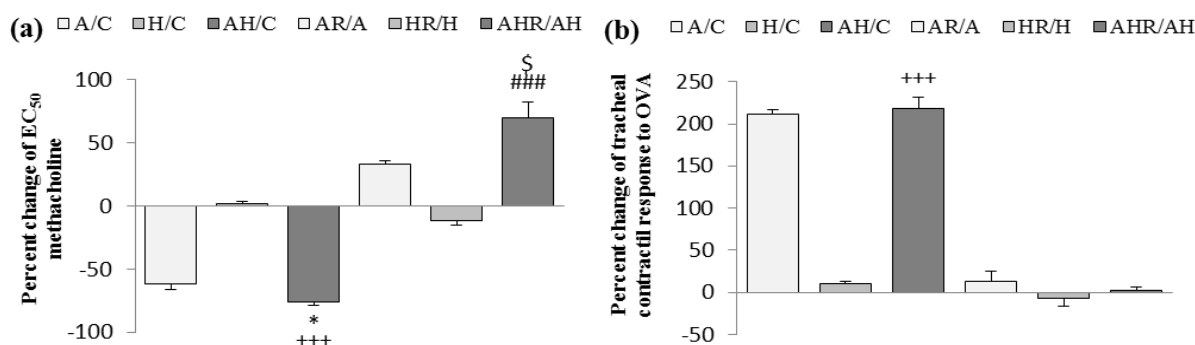 (a) A/C H/C AH/C AR/A HR/H AHR/AH
Percent change of EC50
methacholine
100
50
0
-50
-100
$
###
*
+++
(b) A/C H/C AH/C AR/A HR/H AHR/AH
Percent change of tracheal
contractil response to OVA
250
200
150
100
50
0
-50
+++